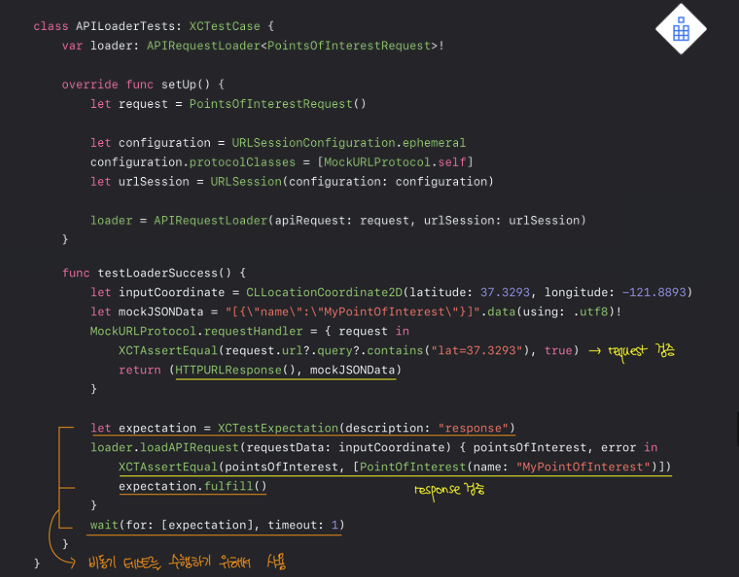 class APILoaderTests: XCTestCase {
var loader: APIRequestLoader<PointsOfInterestRequest>!
override func setUp() {
let request = PointsOfInterestRequest()
let configuration = URLSessionConfiguration.ephemeral
configuration.protocolClasses = [MockURLProtocol.self]
let urlSession = URLSession(configuration: configuration)
loader = APIRequestLoader(apiRequest: request, urlSession: urlSession)
}
func testLoaderSuccess() {
let inputCoordinate = CLLocationCoordinate2D(latitude: 37.3293, longitude: -121.8893)
let mockJSONData = "[{\"name\":\"MyPointOfInterest\"}]".data(using: .utf8)!
MockURLProtocol.requestHandler = { request in
XCTAssertEqual(request.url?.query?.contains("lat=37.3293"), true) → request 검증
return (HTTPURLResponse(), mockJSONData)
}
let expectation = XCTestExpectation(description: "response")
loader.loadAPIRequest(requestData: inputCoordinate) { pointsOfInterest, error in
XCTAssertEqual(pointsOfInterest, [PointOfInterest(name: "MyPointOfInterest")])
expectation.fulfill()
response 검증
}
wait(for: [expectation], timeout: 1)
}
→ 비동기 테스트를 수행하기 위해서 사용
}